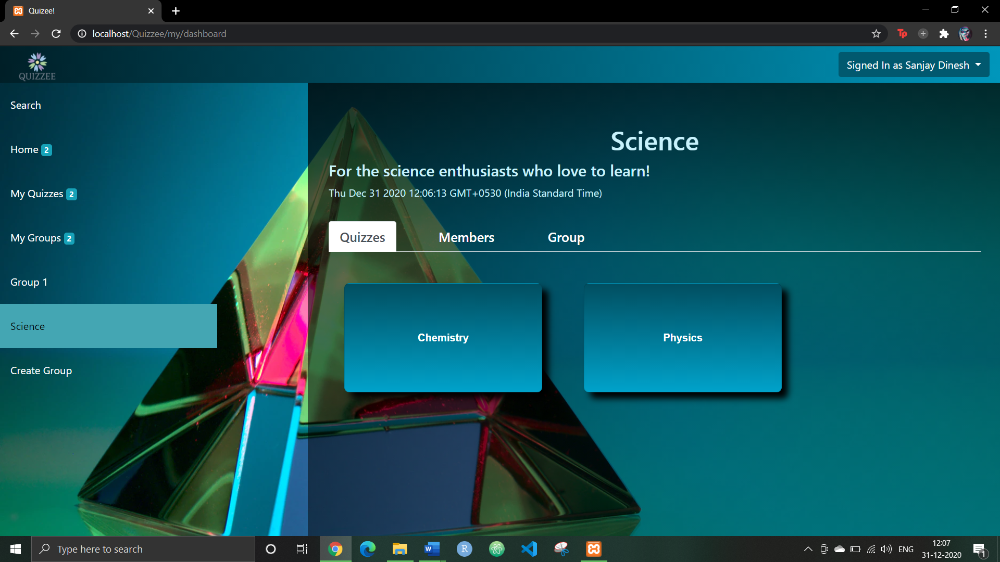 Quizee!
localhost/Quizzee/my/dashboard
Tp
QUIZZEE
Signed In as Sanjay Dinesh
Search
Home 2
My Quizzes 2
My Groups 2
Group 1
Science
Create Group
Science
For the science enthusiasts who love to learn!
Thu Dec 31 2020 12:06:13 GMT+0530 (India Standard Time)
Quizzes Members Group
Chemistry Physics
Type here to search
W
R
ENG
12:07
31-12-2020
1